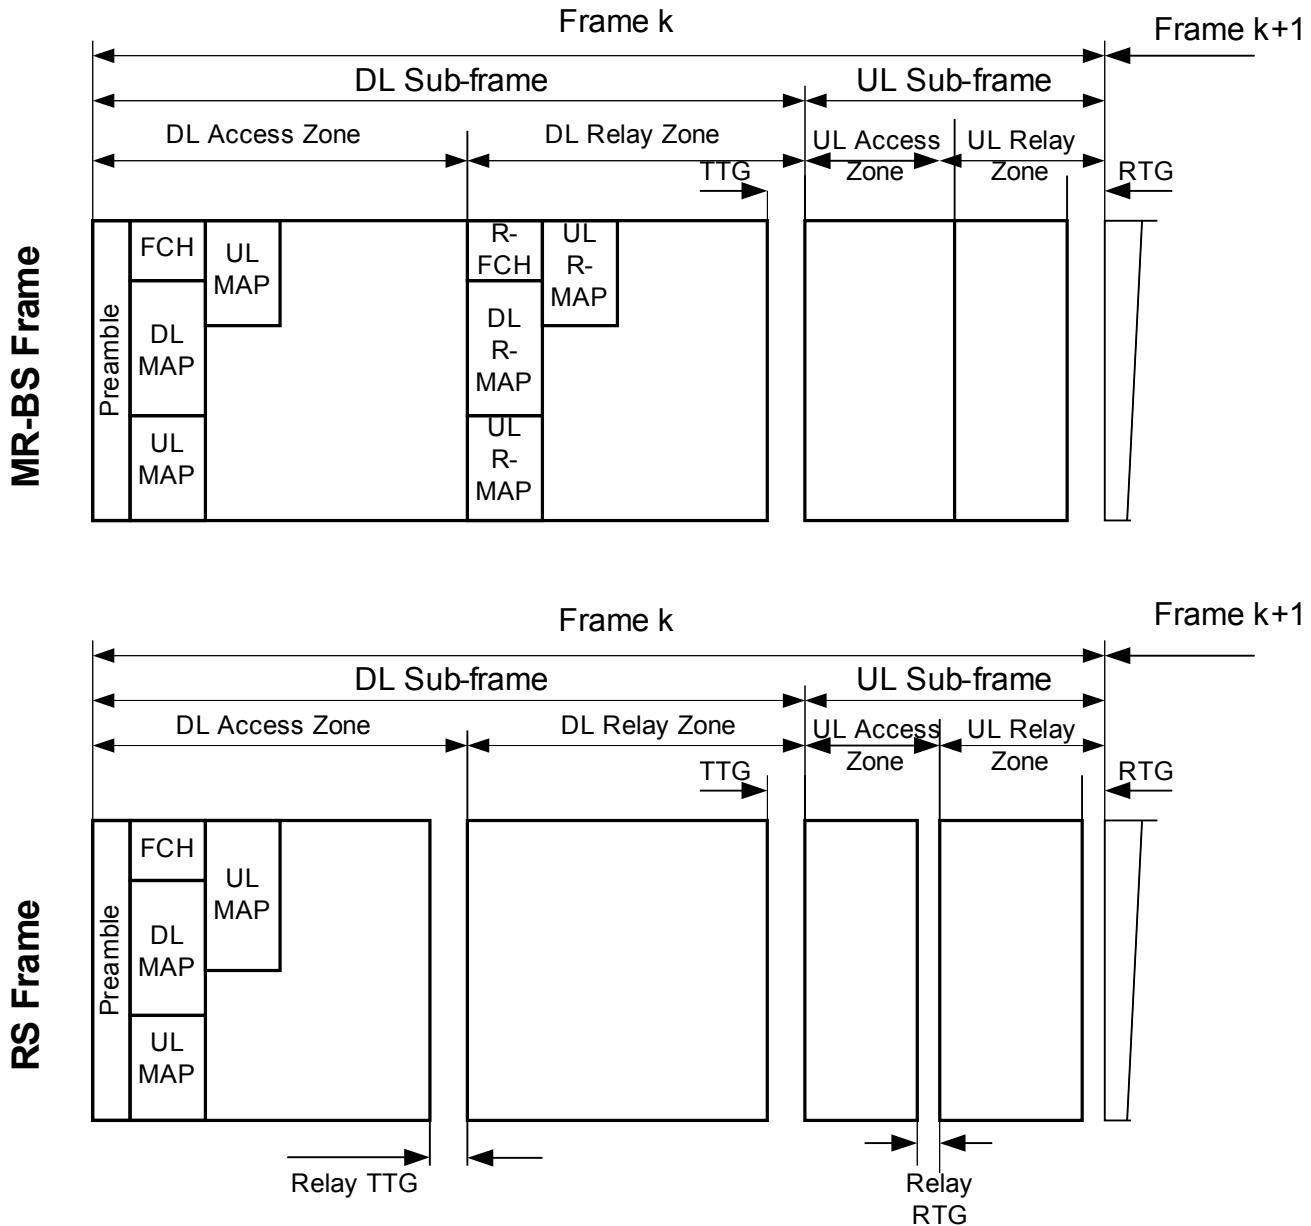 Frame k
Frame k+1
DL Sub-frame
UL Sub-frame
DL Access Zone
DL Relay Zone
UL Access
Zone
UL Relay
Zone
TTG
RTG
MR-BS Frame
Preamble
FCH
DL
MAP
UL
MAP
UL
MAP
R-
FCH
DL
R-
MAP
UL
R-
MAP
UL
R-
MAP
Frame k
Frame k+1
DL Sub-frame
UL Sub-frame
DL Access Zone
DL Relay Zone
UL Access
Zone
UL Relay
Zone
TTG
RTG
RS Frame
Preamble
FCH
DL
MAP
UL
MAP
UL
MAP
Relay TTG
Relay
RTG